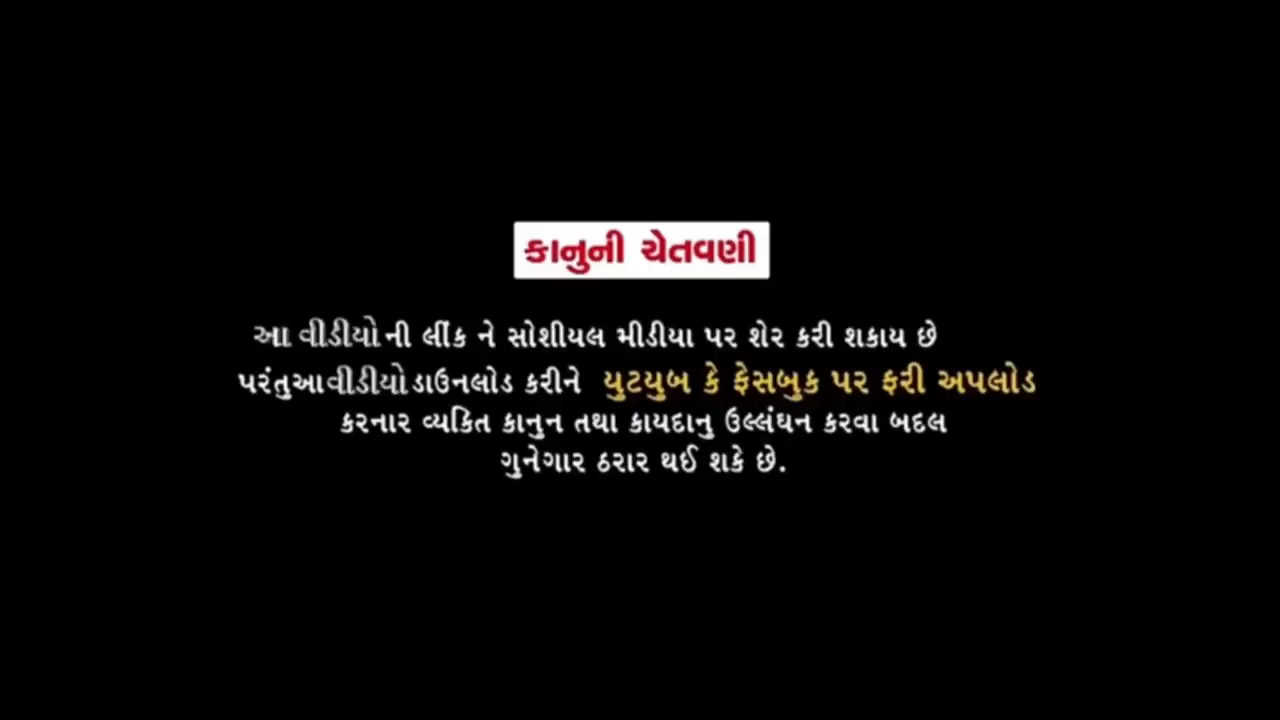 કાનુની ચેતવણી
આ વીડીયો ની લીંક ને સોશીયલ મીડીયા પર શેર કરી શકાય છે
પરંતુઆવીડીયો ડાઉનલોડ કરીને યુટયુબ કે ફેસબુક પર ફરી અપલોડ
કરનાર વ્યકિત કાનુન તથા કાયદાનુ ઉલ્લંઘન કરવા બદલ
ગુનેગાર ઠરાર થઈ શકે છે.